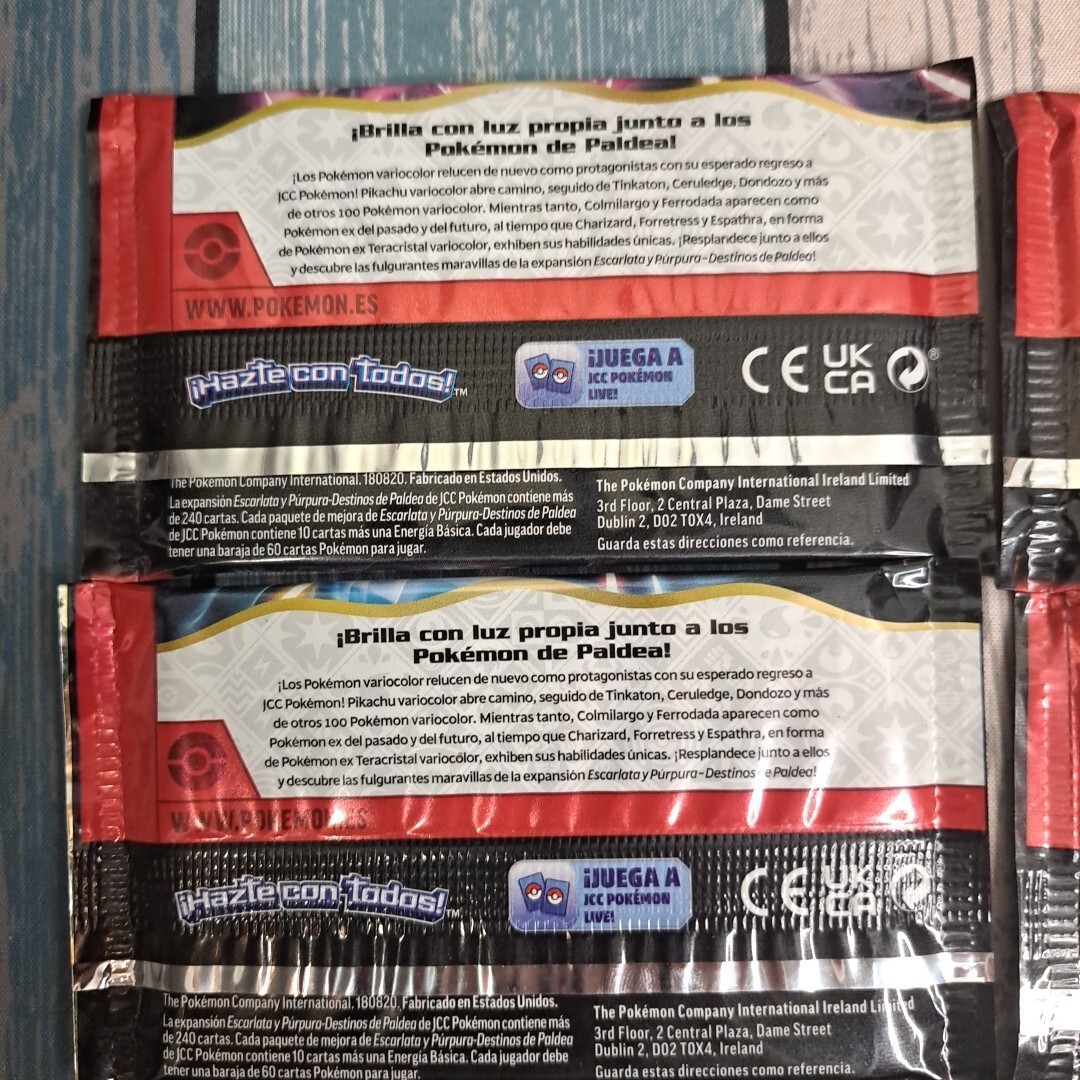 ¡Brilla con luz propia junto a los
Pokémon de Paldea!
¡Los Pokémon variocolor relucen de nuevo como protagonistas con su esperado regreso a
JCC Pokémon! Pikachu variocolor abre camino, seguido de Tinkaton, Ceruledge, Dondozo y más
de otros 100 Pokémon variocolor. Mientras tanto, Colmilargo y Ferrodada aparecen como
Pokémon ex del pasado y del futuro, al tiempo que Charizard, Forretress y Espathra, en forma
de Pokémon ex Teracristal variocolor, exhiben sus habilidades únicas. ¡Resplandece junto a ellos
y descubre las fulgurantes maravillas de la expansión Escarlata y Púrpura-Destinos de Paldea!
WWW.POKEMON.ES
¡Hazte con todos!™
¡JUEGA A
JCC POKÉMON
LIVE!
CE
UK
CA
®
The Pokémon Company International. 180820. Fabricado en Estados Unidos.
La expansión Escarlata y Púrpura-Destinos de Paldea de JCC Pokémon contiene más
de 240 cartas. Cada paquete de mejora de Escarlata y Púrpura-Destinos de Paldea
de JCC Pokémon contiene 10 cartas más una Energía Básica. Cada jugador debe
tener una baraja de 60 cartas Pokémon para jugar.
The Pokémon Company International Ireland Limited
3rd Floor, 2 Central Plaza, Dame Street
Dublin 2, D02 T0X4, Ireland
Guarda estas direcciones como referencia.
¡Brilla con luz propia junto a los
Pokémon de Paldea!
¡Los Pokémon variocolor relucen de nuevo como protagonistas con su esperado regreso a
JCC Pokémon! Pikachu variocolor abre camino, seguido de Tinkaton, Ceruledge, Dondozo y más
de otros 100 Pokémon variocolor. Mientras tanto, Colmilargo y Ferrodada aparecen como
Pokémon ex del pasado y del futuro, al tiempo que Charizard, Forretress y Espathra, en forma
de Pokémon ex Teracristal variocolor, exhiben sus habilidades únicas. ¡Resplandece junto a ellos
y descubre las fulgurantes maravillas de la expansión Escarlata y Púrpura-Destinos de Paldea!
WWW.POKEMON.ES
¡Hazte con todos!™
¡JUEGA A
JCC POKÉMON
LIVE!
CE
UK
CA
The Pokémon Company International. 180820. Fabricado en Estados Unidos.
La expansión Escarlata y Púrpura-Destinos de Paldea de JCC Pokémon contiene más
de 240 cartas. Cada paquete de mejora de Escarlata y Púrpura-Destinos de Paldea
de JCC Pokémon contiene 10 cartas más una Energía Básica. Cada jugador debe
tener una baraja de 60 cartas Pokémon para jugar.
The Pokémon Company International Ireland Limited
3rd Floor, 2 Central Plaza, Dame Street
Dublin 2, D02 T0X4, Ireland
Guarda estas direcciones como referencia.